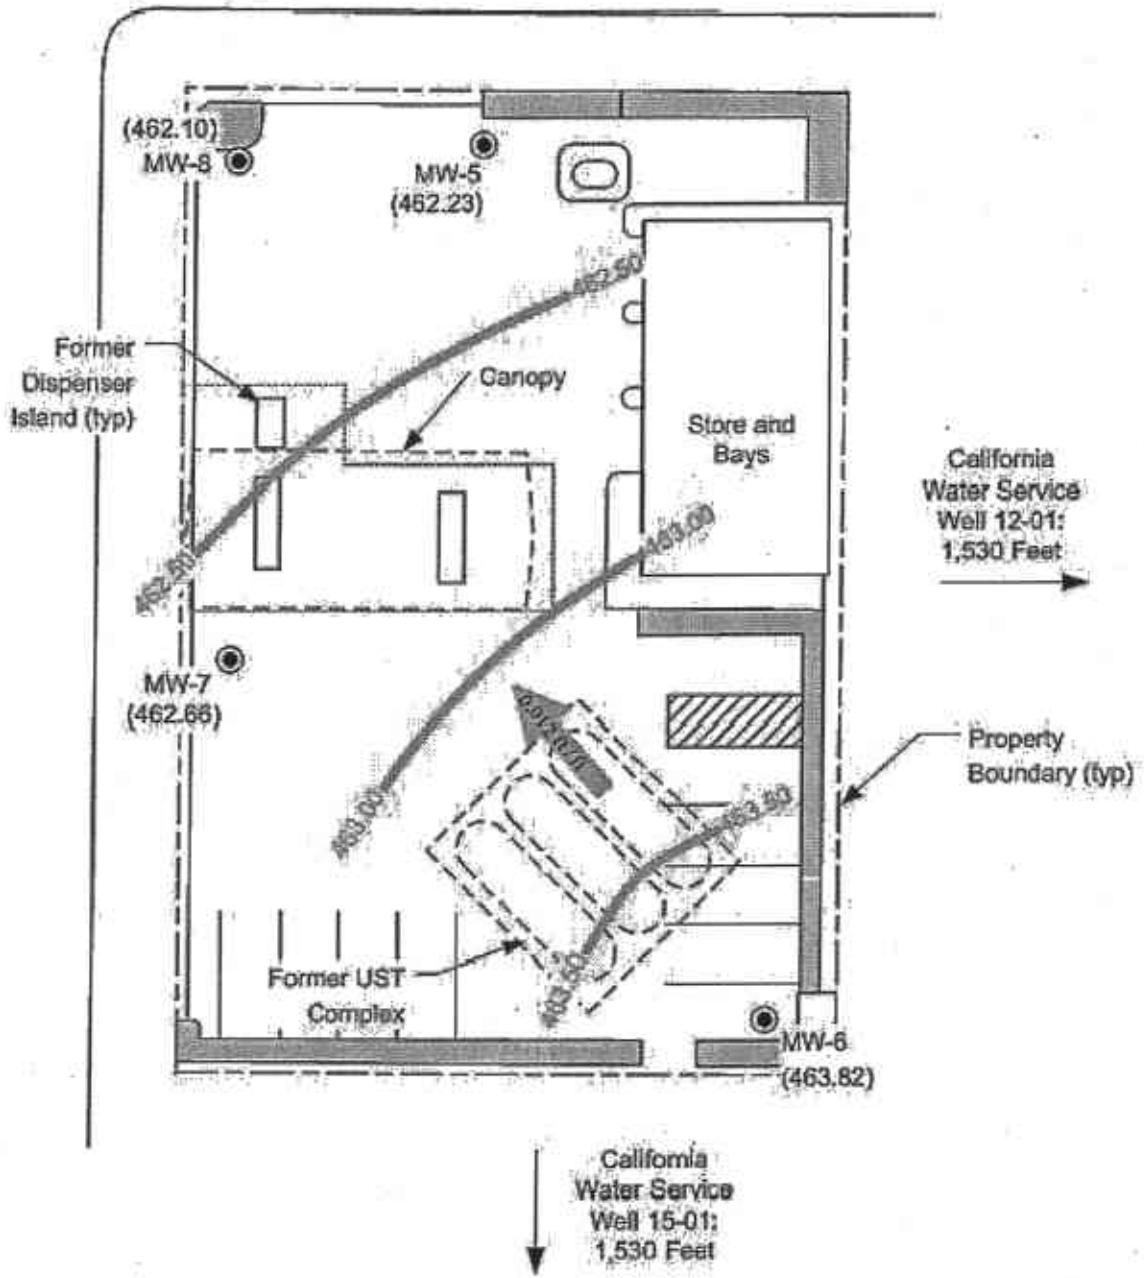 (462.10)
MW-8
MW-5
(462.23)
462.50
Former
Dispenser
Island (typ)
Canopy
Store and
Bays
California
Water Service
Well 12-01:
1,530 Feet
462.50
463.00
MW-7
(462.66)
Property
Boundary (typ)
463.00
463.50
Former UST
Complex
463.50
MW-6
(463.82)
California
Water Service
Well 15-01:
1,530 Feet